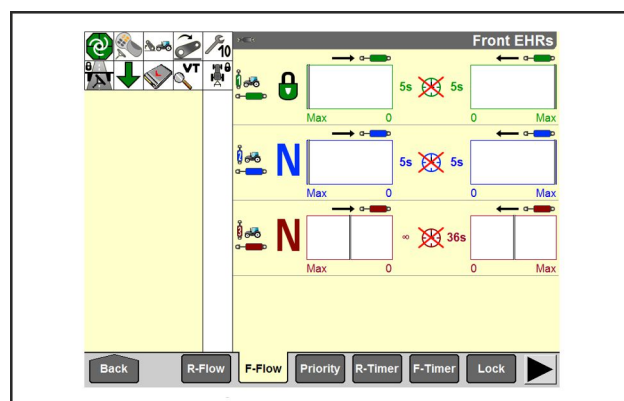 VT
10
Front EHRs
5s 5s
Max 0 0 Max
N 5s 5s
Max 0 0 Max
N ∞ 36s
Max 0 0 Max
Back R-Flow F-Flow Priority R-Timer F-Timer Lock